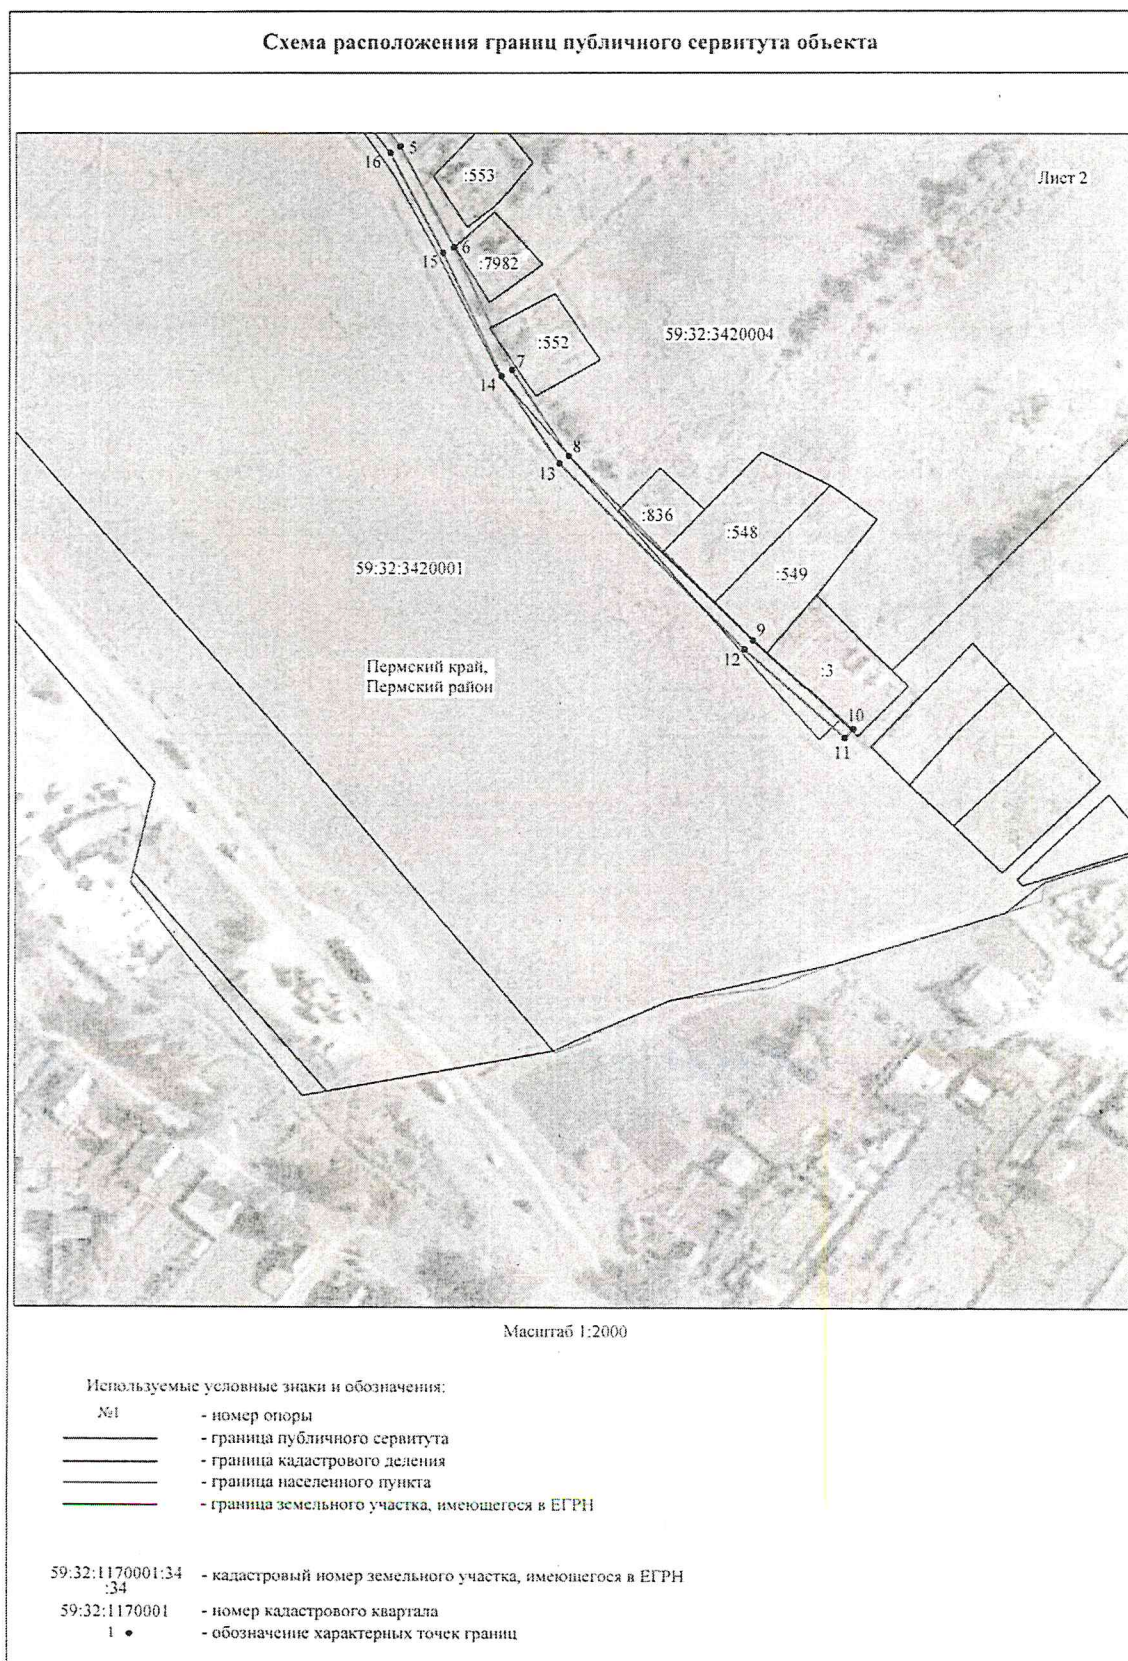 Схема расположения границ публичного сервитута объекта
Лист 2
5
16
:553
6
15
:7982
:552
59:32:3420004
7
14
8
13
:836
:548
:549
59:32:3420001
9
12
:3
Пермский край,
Пермский район
10
11
Масштаб 1:2000
Используемые условные знаки и обозначения:
№1 - номер опоры
- граница публичного сервитута
- граница кадастрового деления
- граница населенного пункта
- граница земельного участка, имеющегося в ЕГРН
59:32:1170001:34 - кадастровый номер земельного участка, имеющегося в ЕГРН
:34
59:32:1170001 - номер кадастрового квартала
1 - обозначение характерных точек границ